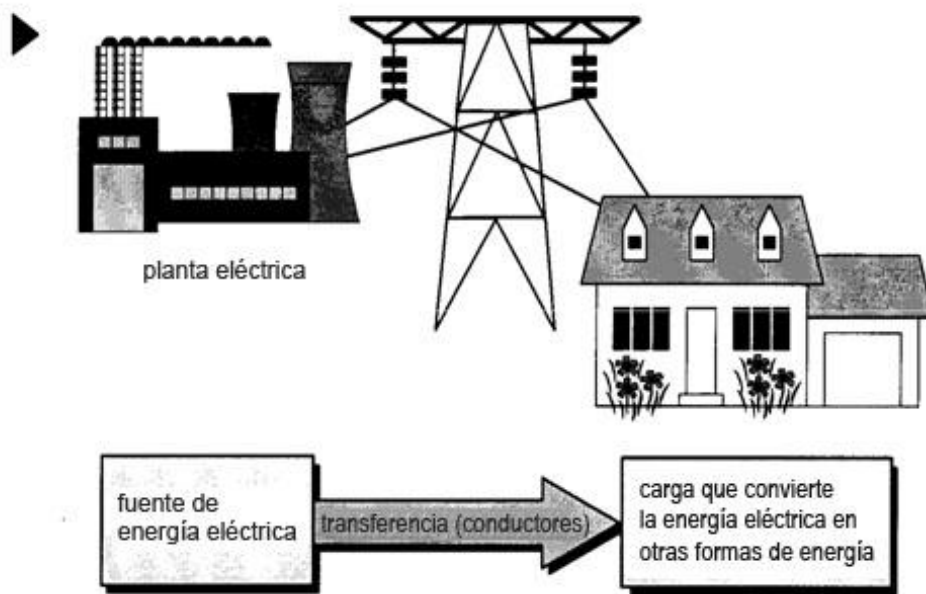 planta eléctrica
fuente de
energía eléctrica
transferencia (conductores)
carga que convierte
la energía eléctrica en
otras formas de energía